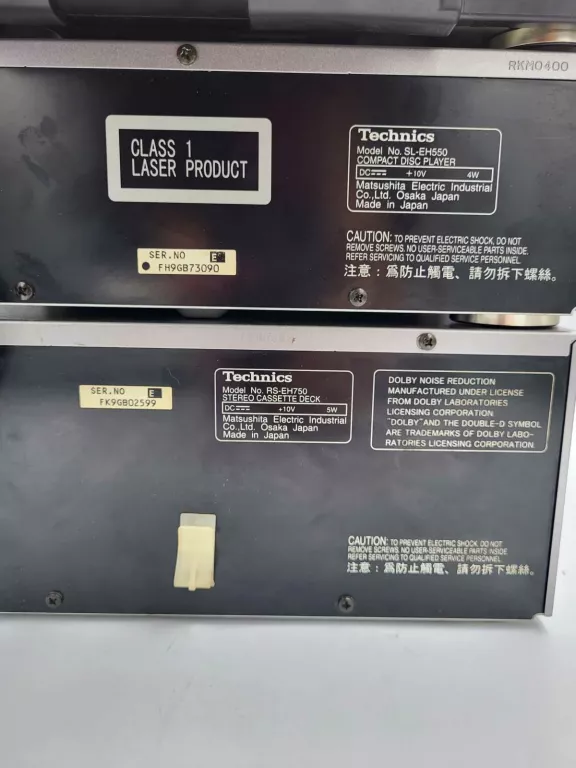 RKM0400
CLASS 1
LASER PRODUCT
Technics
Model No. SL-EH550
COMPACT DISC PLAYER
DC +10V 4W
Matsushita Electric Industrial
Co.,Ltd. Osaka Japan
Made in Japan
SER.NO E
FH9GB73090
CAUTION: TO PREVENT ELECTRIC SHOCK, DO NOT
REMOVE SCREWS. NO USER-SERVICEABLE PARTS INSIDE.
REFER SERVICING TO QUALIFIED SERVICE PERSONNEL.
注意：爲防止觸電、請勿拆下螺絲。
SER.NO E
FK9GB02599
Technics
Model No. RS-EH750
STEREO CASSETTE DECK
DC +10V 5W
Matsushita Electric Industrial
Co.,Ltd. Osaka Japan
Made in Japan
DOLBY NOISE REDUCTION
MANUFACTURED UNDER LICENSE
FROM DOLBY LABORATORIES
LICENSING CORPORATION.
"DOLBY" AND THE DOUBLE-D SYMBOL
ARE TRADEMARKS OF DOLBY LABO-
RATORIES LICENSING CORPORATION.
CAUTION: TO PREVENT ELECTRIC SHOCK, DO NOT
REMOVE SCREWS. NO USER-SERVICEABLE PARTS INSIDE.
REFER SERVICING TO QUALIFIED SERVICE PERSONNEL.
注意：爲防止觸電、請勿拆下螺絲。